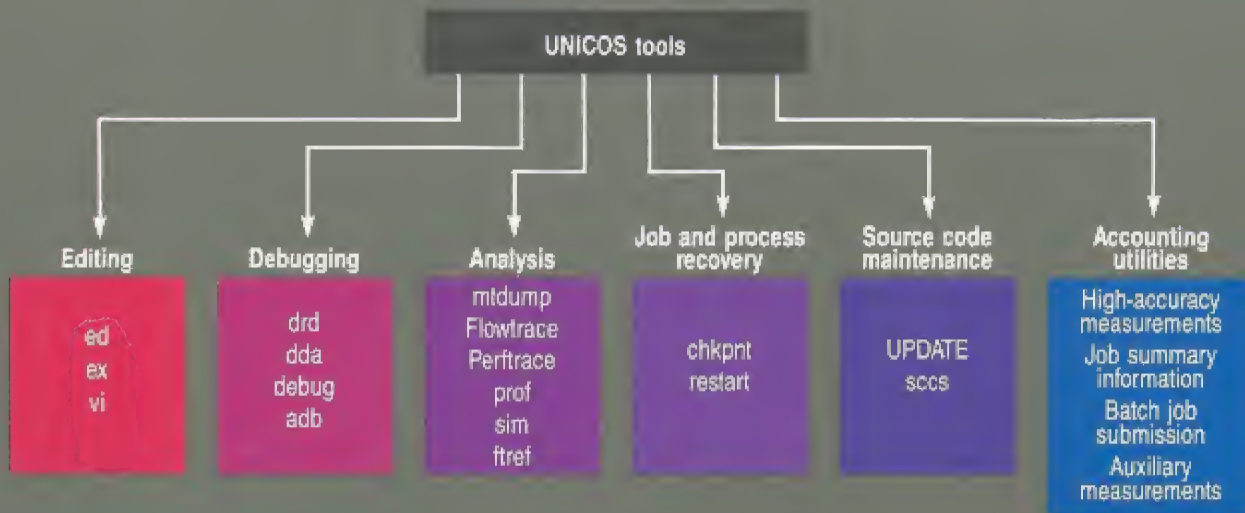 UNICOS tools
Editing
ed
ex
vi
Debugging
drd
dda
debug
adb
Analysis
mtdump
Flowtrace
Perftrace
prof
sim
ftref
Job and process
recovery
chkpnt
restart
Source code
maintenance
UPDATE
sccs
Accounting
utilities
High-accuracy
measurements
Job summary
information
Batch job
submission
Auxiliary
measurements